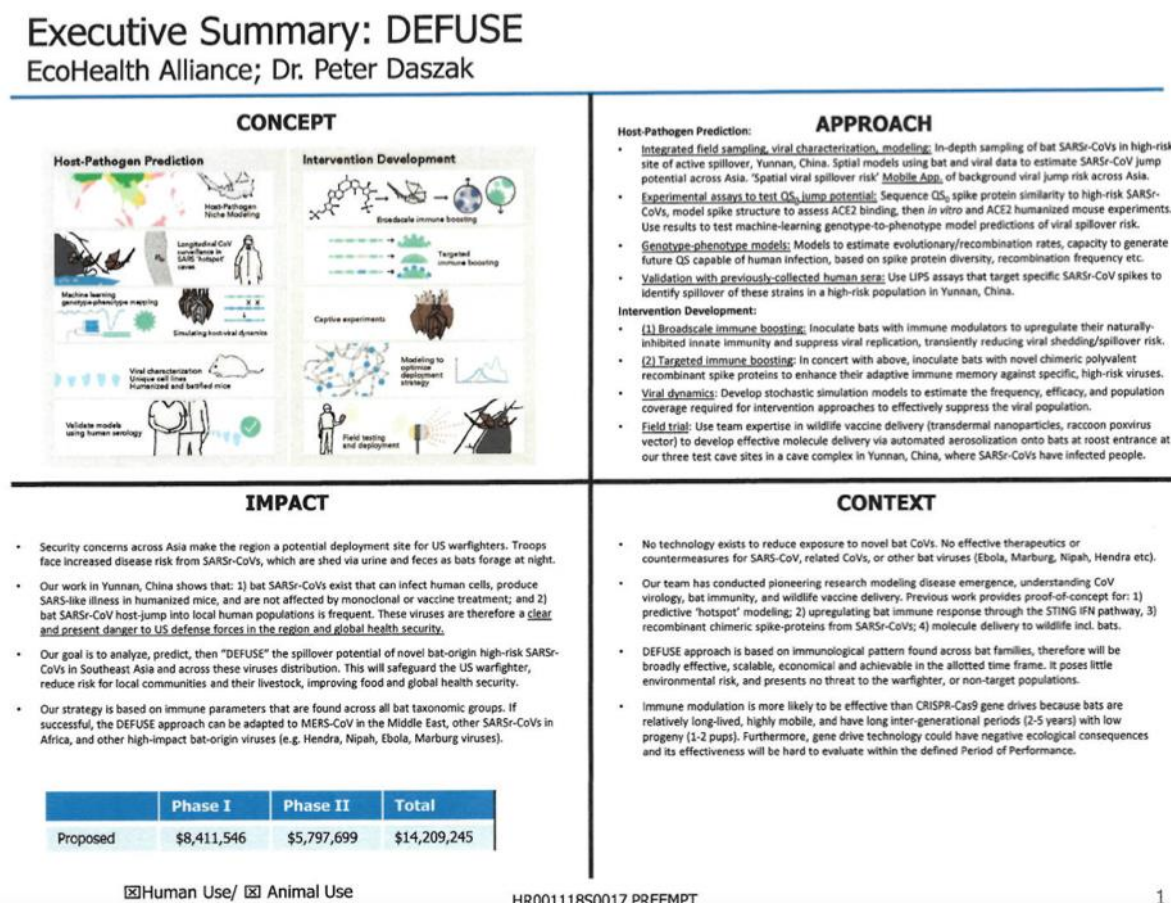 Executive Summary: DEFUSE
EcoHealth Alliance; Dr. Peter Daszak
CONCEPT
Host-Pathogen Prediction
Host-Pathogen
Niche Modeling
Longitudinal CoV
surveillance in
SARS 'hotspot'
caves
Machine learning
genotype-phenotype mapping
Simulating host-viral dynamics
Viral characterization
Unique cell lines
Humanized and batified mice
Validate models
using human serology
Intervention Development
Broadscale immune boosting
Targeted
immune boosting
Captive experiments
Modeling to
optimize
deployment
strategy
Field testing
and deployment
APPROACH
Host-Pathogen Prediction:
• Integrated field sampling, viral characterization, modeling: In-depth sampling of bat SARSr-CoVs in high-risk
site of active spillover, Yunnan, China. Sptial models using bat and viral data to estimate SARSr-CoV jump
potential across Asia. 'Spatial viral spillover risk' Mobile App. of background viral jump risk across Asia.
• Experimental assays to test QS0 jump potential: Sequence QS0 spike protein similarity to high-risk SARSr-
CoVs, model spike structure to assess ACE2 binding, then in vitro and ACE2 humanized mouse experiments.
Use results to test machine-learning genotype-to-phenotype model predictions of viral spillover risk.
• Genotype-phenotype models: Models to estimate evolutionary/recombination rates, capacity to generate
future QS capable of human infection, based on spike protein diversity, recombination frequency etc.
• Validation with previously-collected human sera: Use LIPS assays that target specific SARSr-CoV spikes to
identify spillover of these strains in a high-risk population in Yunnan, China.
Intervention Development:
• (1) Broadscale immune boosting: Inoculate bats with immune modulators to upregulate their naturally-
inhibited innate immunity and suppress viral replication, transiently reducing viral shedding/spillover risk.
• (2) Targeted immune boosting: In concert with above, inoculate bats with novel chimeric polyvalent
recombinant spike proteins to enhance their adaptive immune memory against specific, high-risk viruses.
• Viral dynamics: Develop stochastic simulation models to estimate the frequency, efficacy, and population
coverage required for intervention approaches to effectively suppress the viral population.
• Field trial: Use team expertise in wildlife vaccine delivery (transdermal nanoparticles, raccoon poxvirus
vector) to develop effective molecule delivery via automated aerosolization onto bats at roost entrance at
our three test cave sites in a cave complex in Yunnan, China, where SARSr-CoVs have infected people.
IMPACT
• Security concerns across Asia make the region a potential deployment site for US warfighters. Troops
face increased disease risk from SARSr-CoVs, which are shed via urine and feces as bats forage at night.
• Our work in Yunnan, China shows that: 1) bat SARSr-CoVs exist that can infect human cells, produce
SARS-like illness in humanized mice, and are not affected by monoclonal or vaccine treatment; and 2)
bat SARSr-CoV host-jump into local human populations is frequent. These viruses are therefore a clear
and present danger to US defense forces in the region and global health security.
• Our goal is to analyze, predict, then "DEFUSE" the spillover potential of novel bat-origin high-risk SARSr-
CoVs in Southeast Asia and across these viruses distribution. This will safeguard the US warfighter,
reduce risk for local communities and their livestock, improving food and global health security.
• Our strategy is based on immune parameters that are found across all bat taxonomic groups. If
successful, the DEFUSE approach can be adapted to MERS-CoV in the Middle East, other SARSr-CoVs in
Africa, and other high-impact bat-origin viruses (e.g. Hendra, Nipah, Ebola, Marburg viruses).
Phase I Phase II Total
Proposed $8,411,546 $5,797,699 $14,209,245
☒Human Use/ ☒ Animal Use
CONTEXT
• No technology exists to reduce exposure to novel bat CoVs. No effective therapeutics or
countermeasures for SARS-CoV, related CoVs, or other bat viruses (Ebola, Marburg, Nipah, Hendra etc).
• Our team has conducted pioneering research modeling disease emergence, understanding CoV
virology, bat immunity, and wildlife vaccine delivery. Previous work provides proof-of-concept for: 1)
predictive 'hotspot' modeling; 2) upregulating bat immune response through the STING IFN pathway, 3)
recombinant chimeric spike-proteins from SARSr-CoVs; 4) molecule delivery to wildlife incl. bats.
• DEFUSE approach is based on immunological pattern found across bat families, therefore will be
broadly effective, scalable, economical and achievable in the allotted time frame. It poses little
environmental risk, and presents no threat to the warfighter, or non-target populations.
• Immune modulation is more likely to be effective than CRISPR-Cas9 gene drives because bats are
relatively long-lived, highly mobile, and have long inter-generational periods (2-5 years) with low
progeny (1-2 pups). Furthermore, gene drive technology could have negative ecological consequences
and its effectiveness will be hard to evaluate within the defined Period of Performance.
HR001118S0017 PREEMPT
1